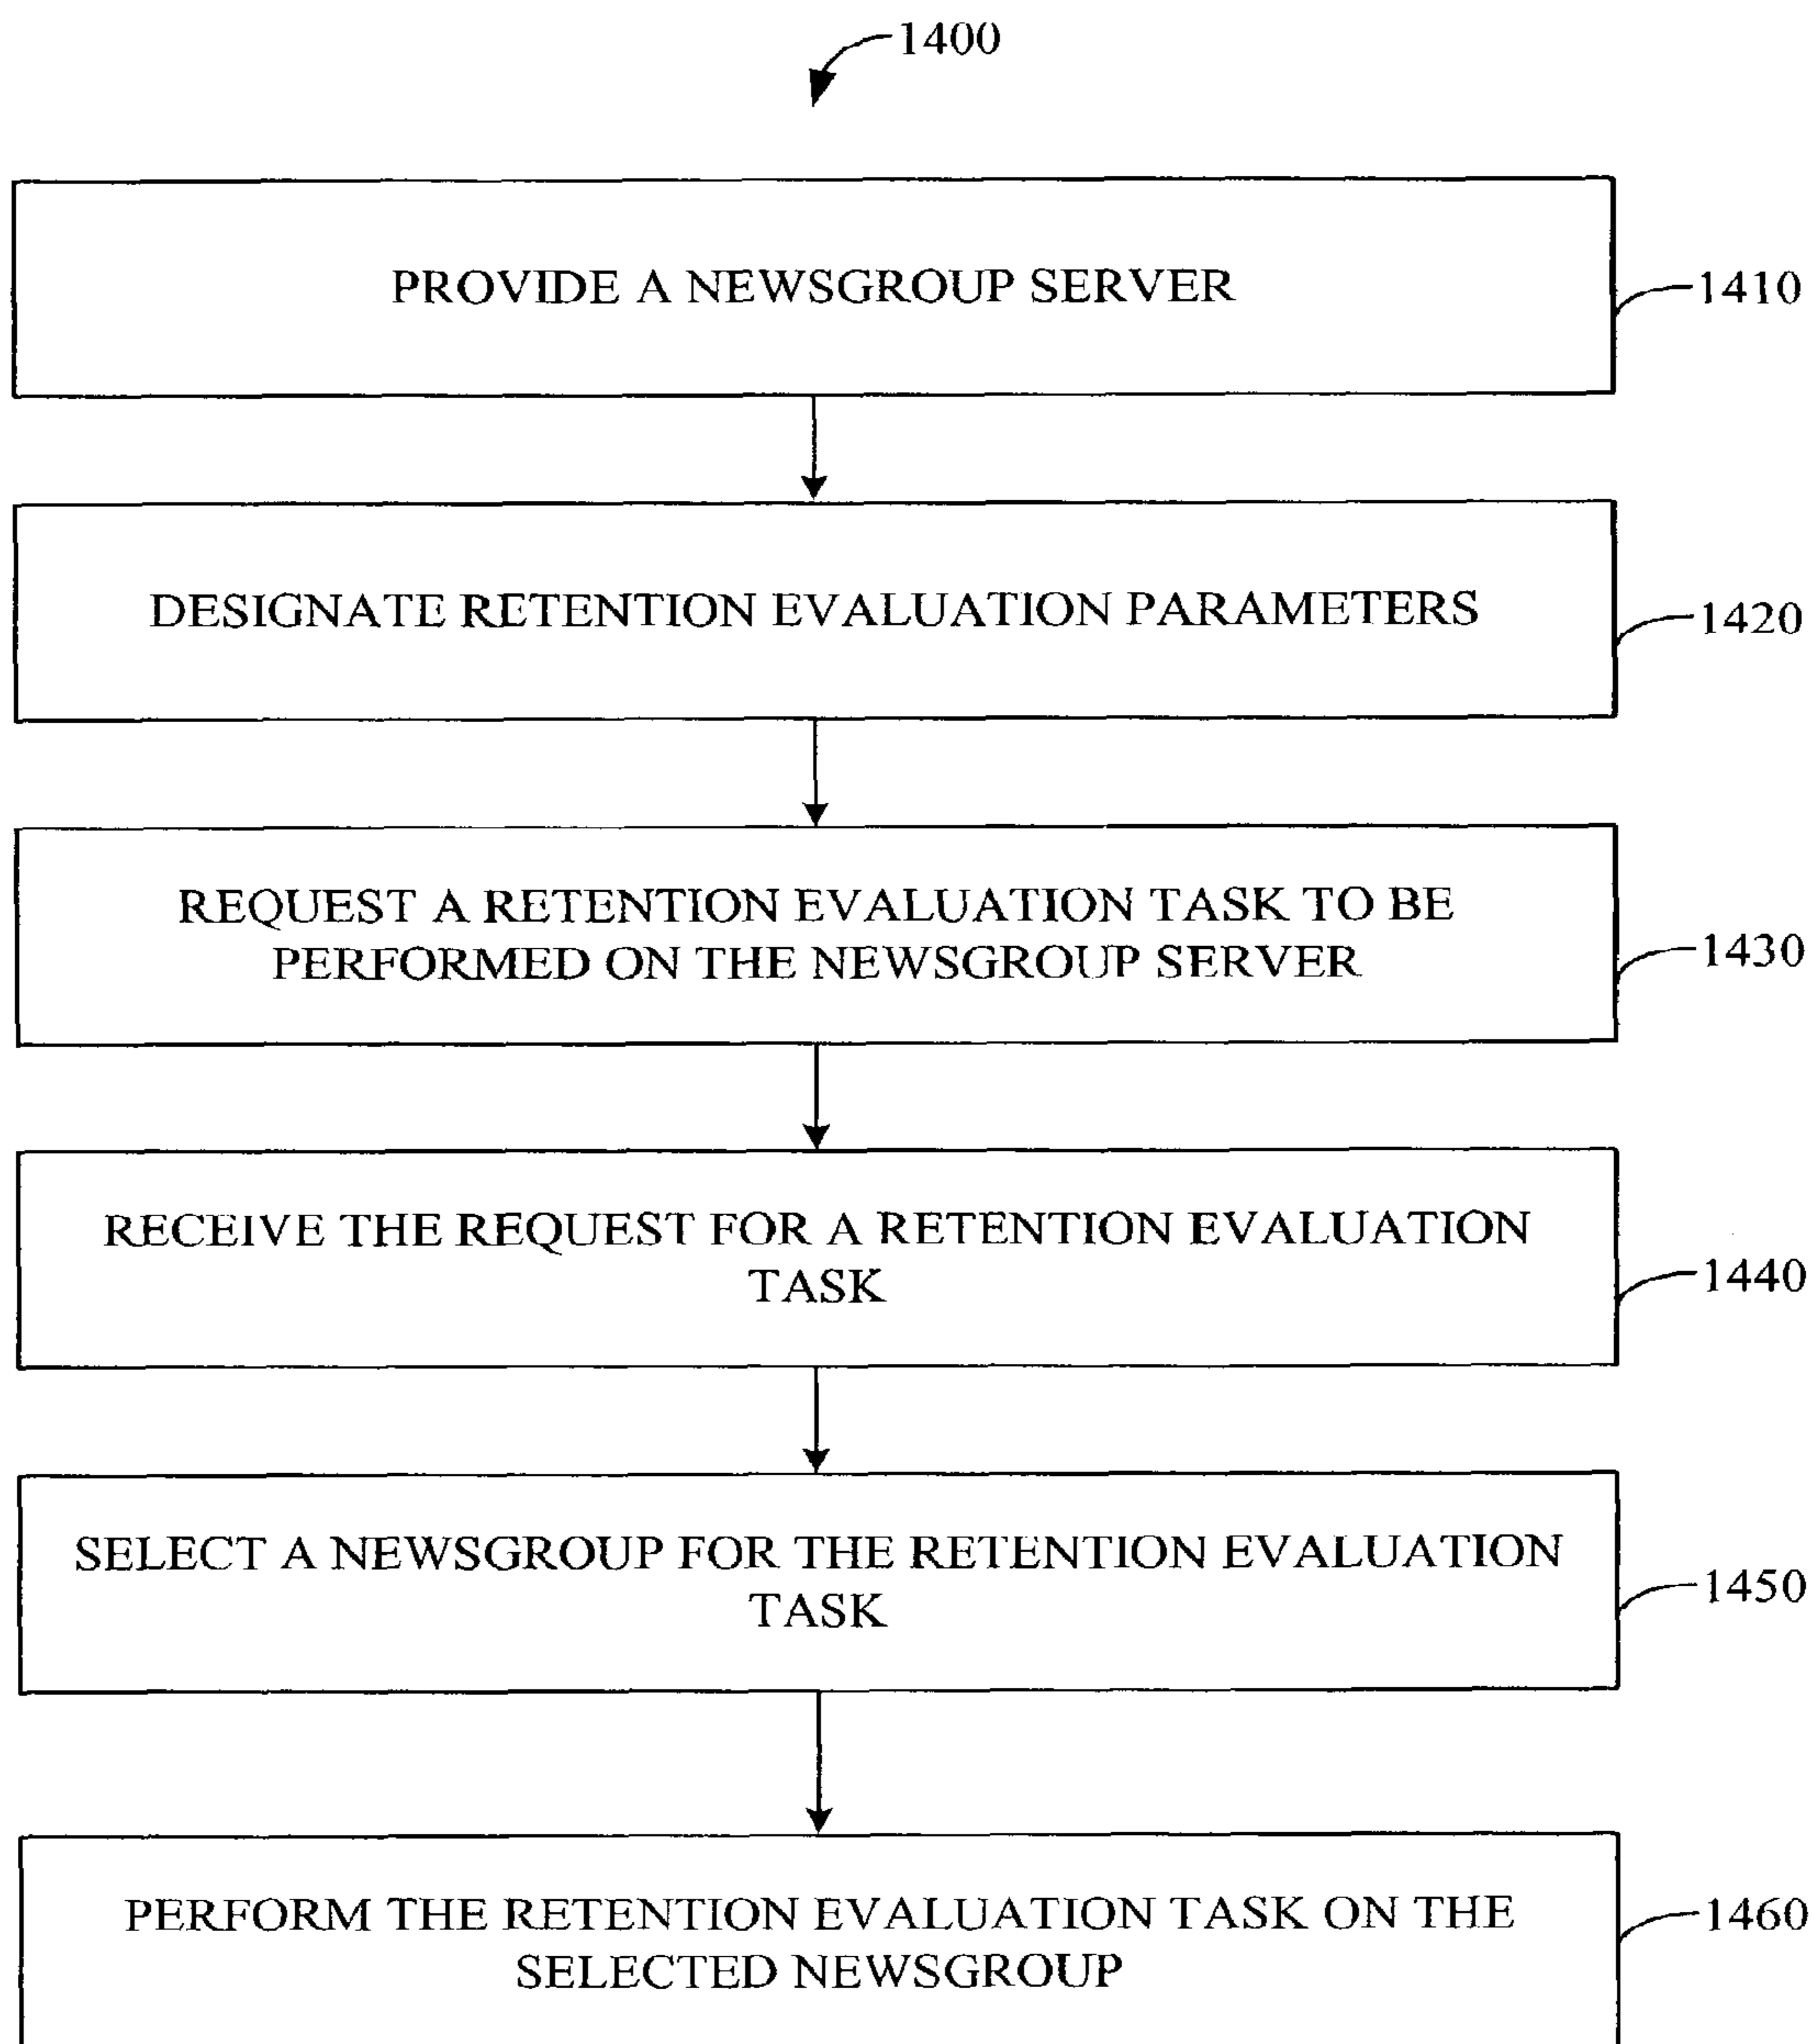 1400
PROVIDE A NEWSGROUP SERVER
1410
DESIGNATE RETENTION EVALUATION PARAMETERS
1420
REQUEST A RETENTION EVALUATION TASK TO BE
PERFORMED ON THE NEWSGROUP SERVER
1430
RECEIVE THE REQUEST FOR A RETENTION EVALUATION
TASK
1440
SELECT A NEWSGROUP FOR THE RETENTION EVALUATION
TASK
1450
PERFORM THE RETENTION EVALUATION TASK ON THE
SELECTED NEWSGROUP
1460